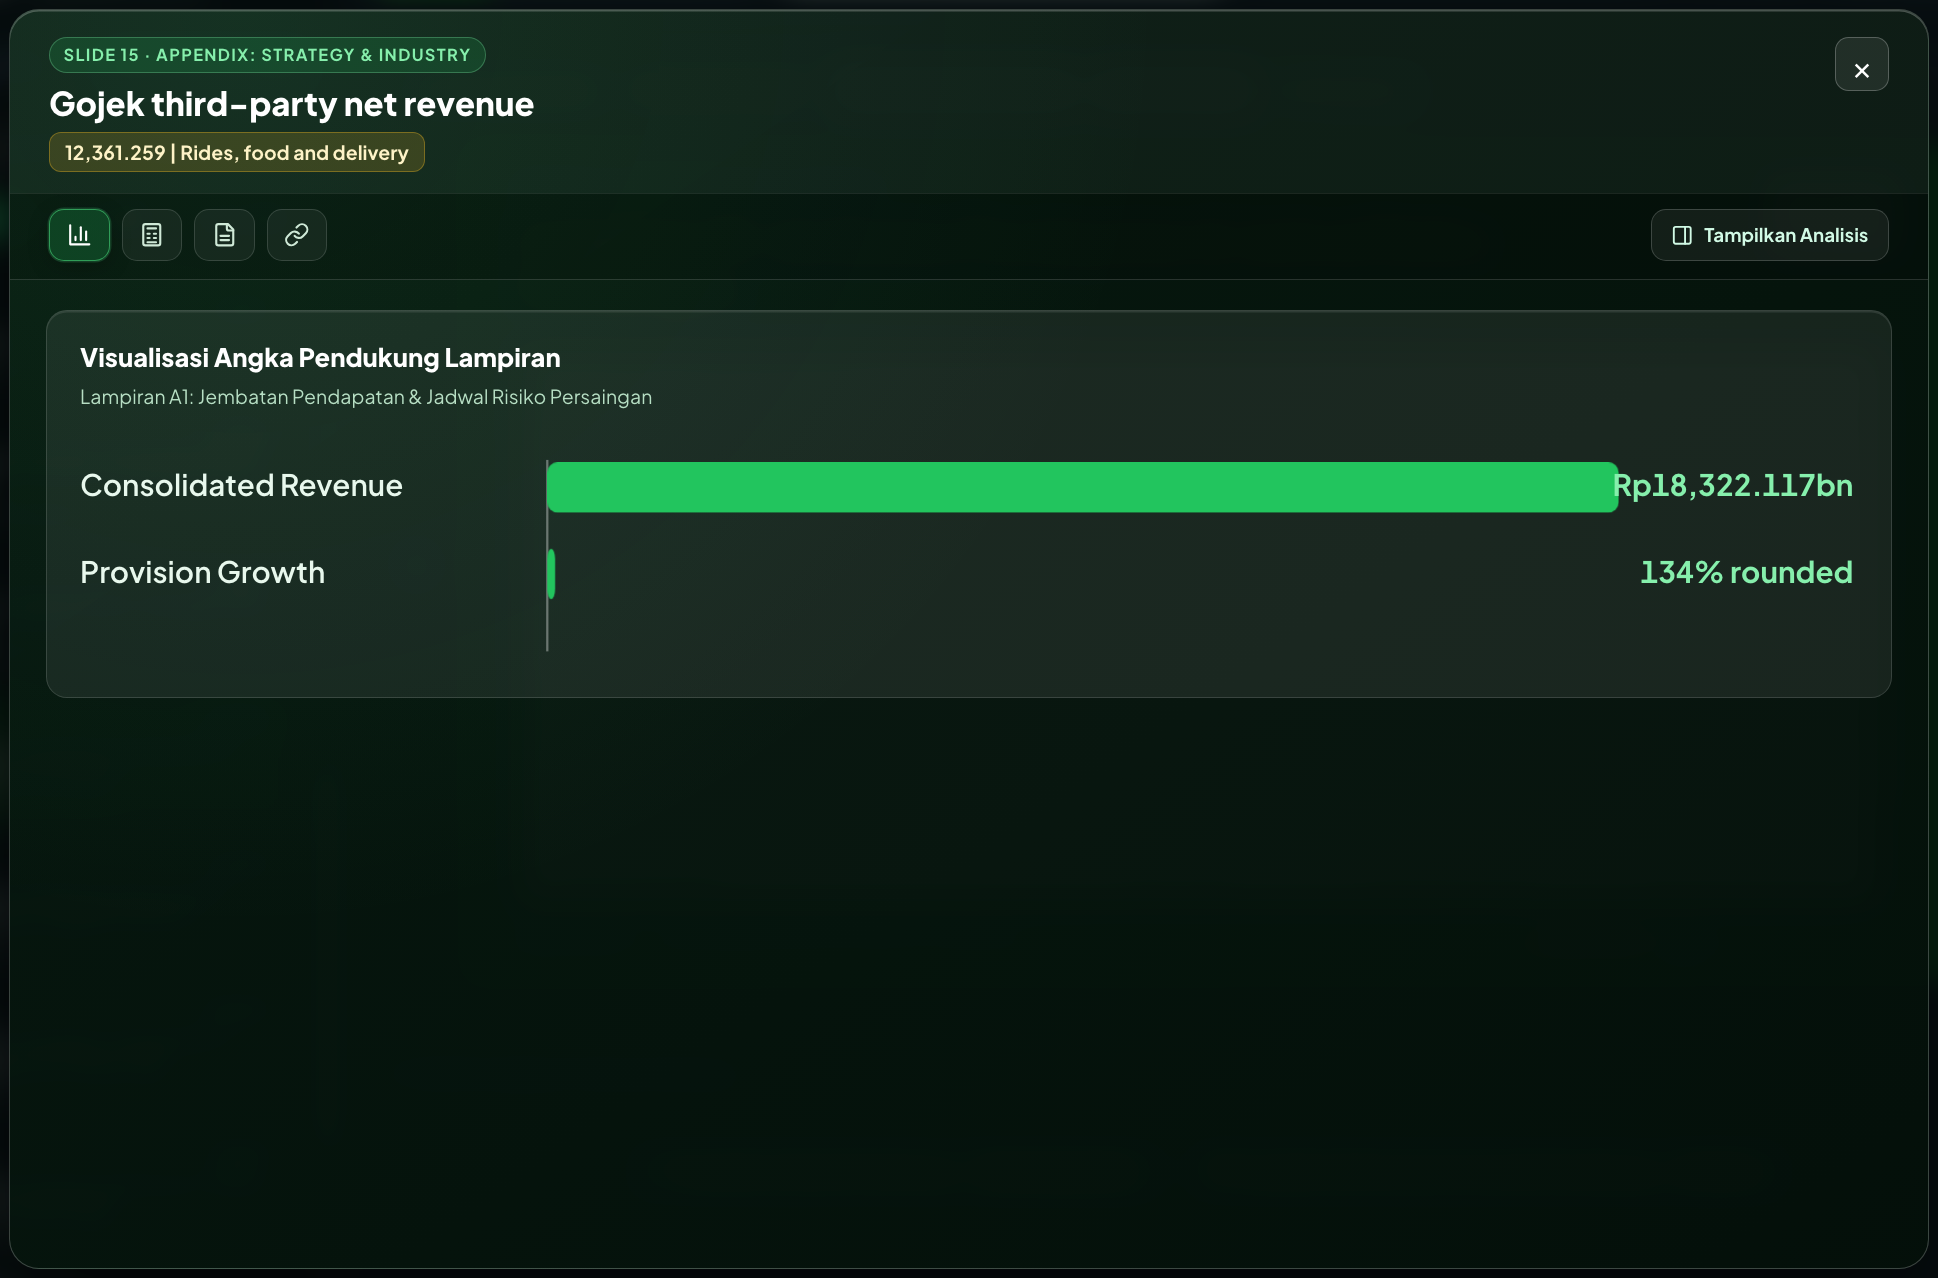 SLIDE 15 · APPENDIX: STRATEGY & INDUSTRY
Gojek third-party net revenue
12,361.259 | Rides, food and delivery
Tampilkan Analisis
Visualisasi Angka Pendukung Lampiran
Lampiran A1: Jembatan Pendapatan & Jadwal Risiko Persaingan
Consolidated Revenue Rp18,322.117bn
Provision Growth 134% rounded